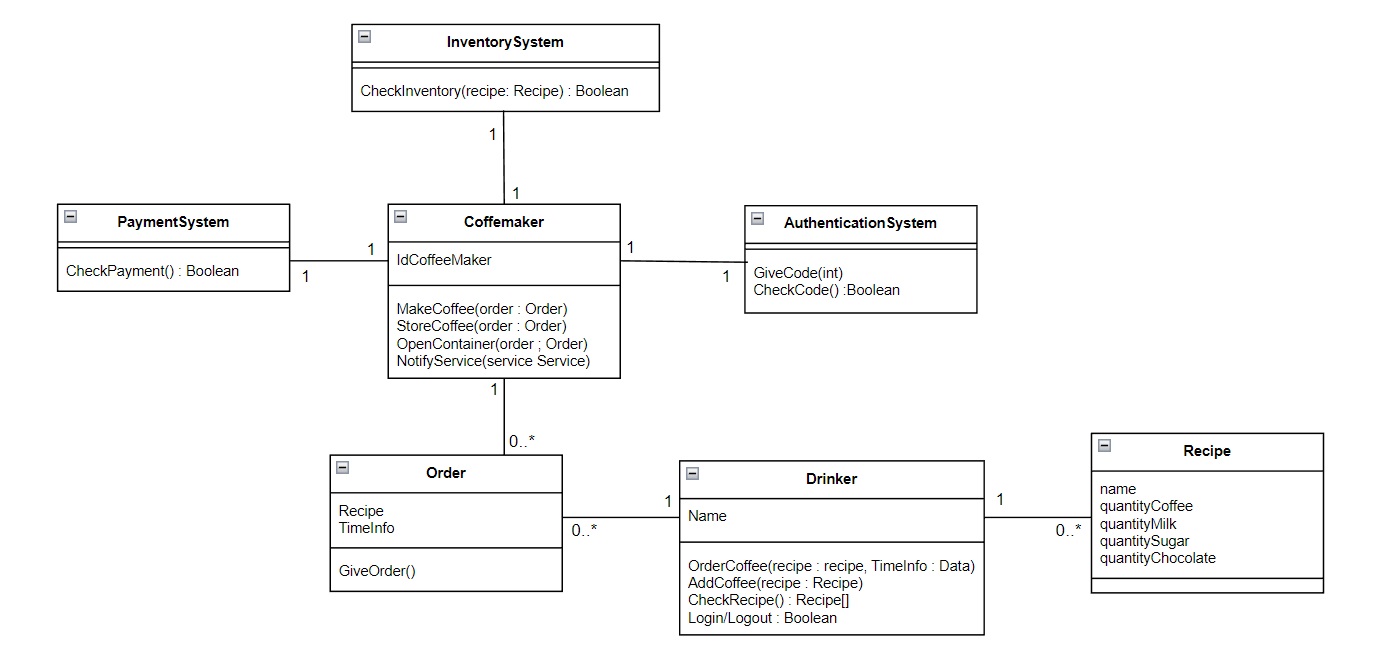 InventorySystem
CheckInventory(recipe: Recipe) : Boolean
1
1
PaymentSystem
CheckPayment() : Boolean
1
1
Coffemaker
IdCoffeeMaker
MakeCoffee(order : Order)
StoreCoffee(order : Order)
OpenContainer(order ; Order)
NotifyService(service Service)
1
1
AuthenticationSystem
GiveCode(int)
CheckCode() :Boolean
1
0..*
Order
Recipe
TimeInfo
GiveOrder()
0..*
1
Drinker
Name
OrderCoffee(recipe : recipe, TimeInfo : Data)
AddCoffee(recipe : Recipe)
CheckRecipe() : Recipe[]
Login/Logout : Boolean
1
0..*
Recipe
name
quantityCoffee
quantityMilk
quantitySugar
quantityChocolate